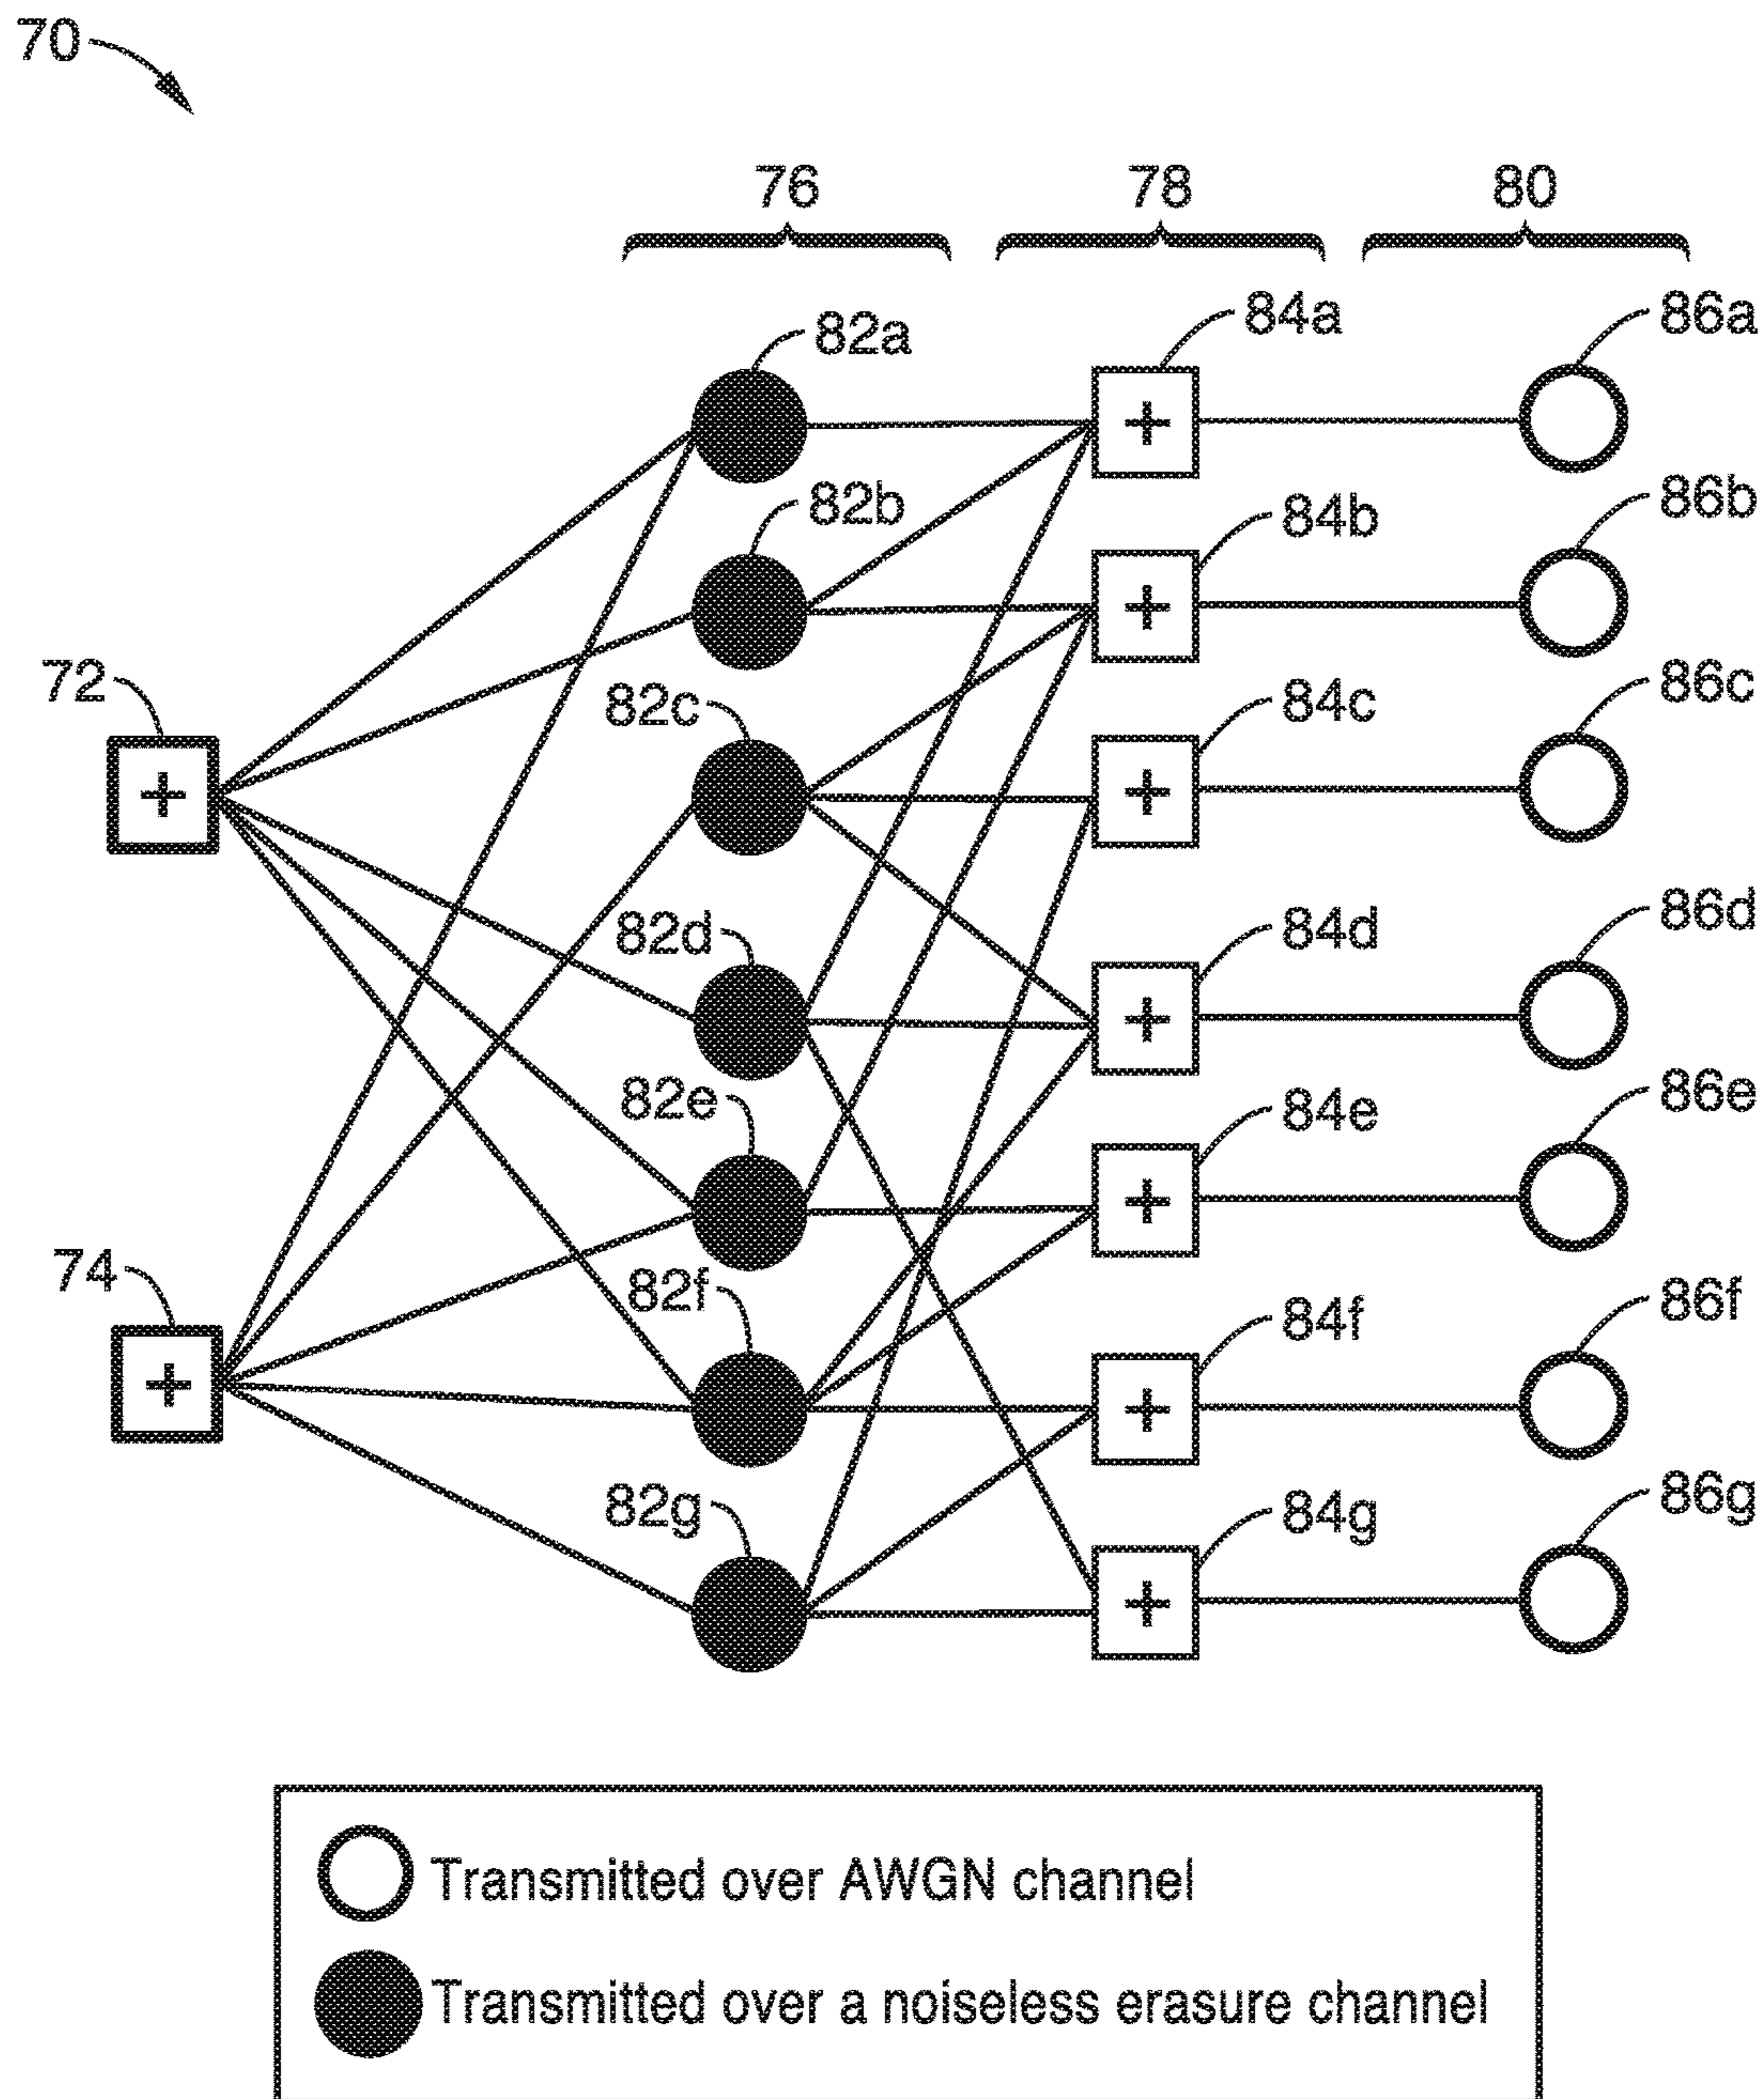 70
76 78 80
82a 84a 86a
82b 84b 86b
72 82c 84c 86c
82d 84d 86d
82e 84e 86e
74 82f 84f 86f
82g 84g 86g
+ + + + + + + + +
Transmitted over AWGN channel
Transmitted over a noiseless erasure channel